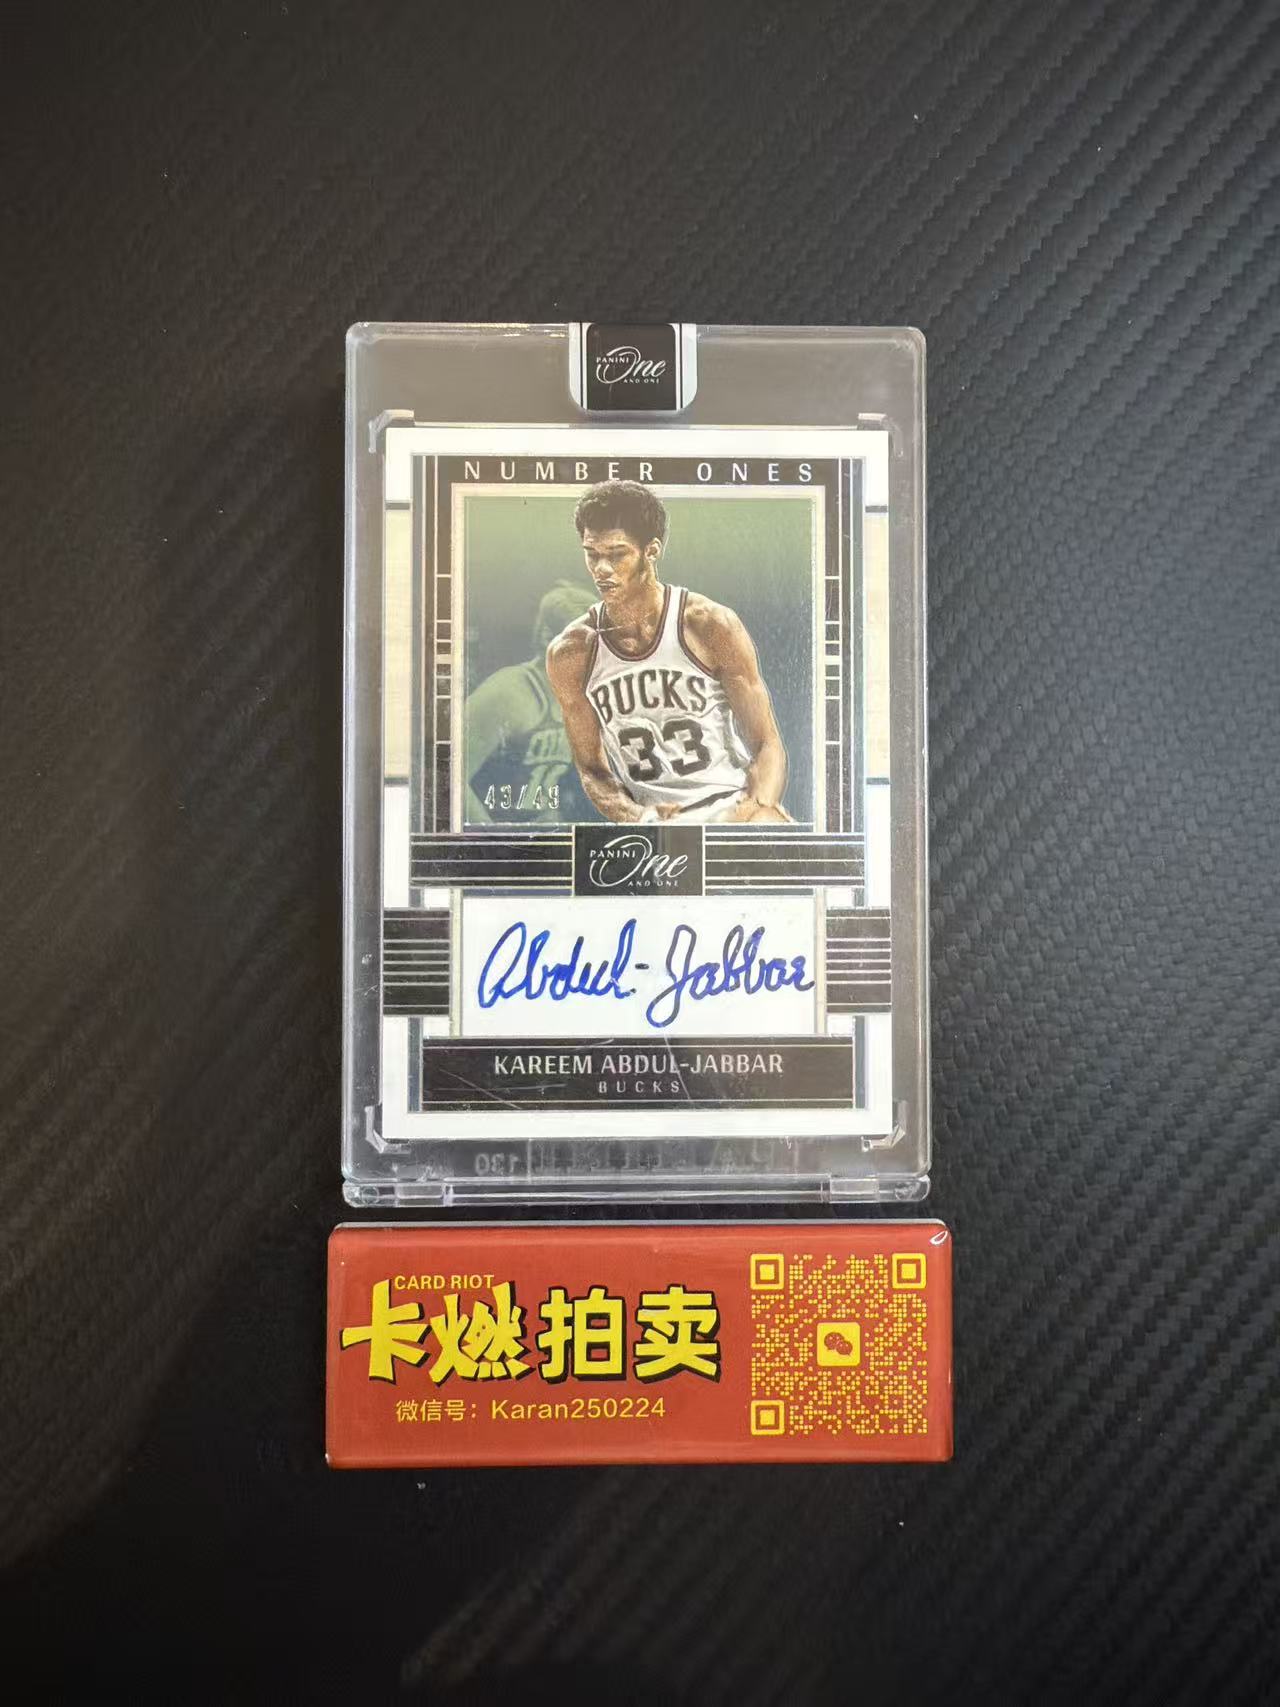 PANINI
One
AND ONE
NUMBER ONES
BUCKS
33
43/49
PANINI
One
AND ONE
Abdul-Jabbar
KAREEM ABDUL-JABBAR
BUCKS
130
CARD RIOT
卡燃拍卖
微信号：Karan250224